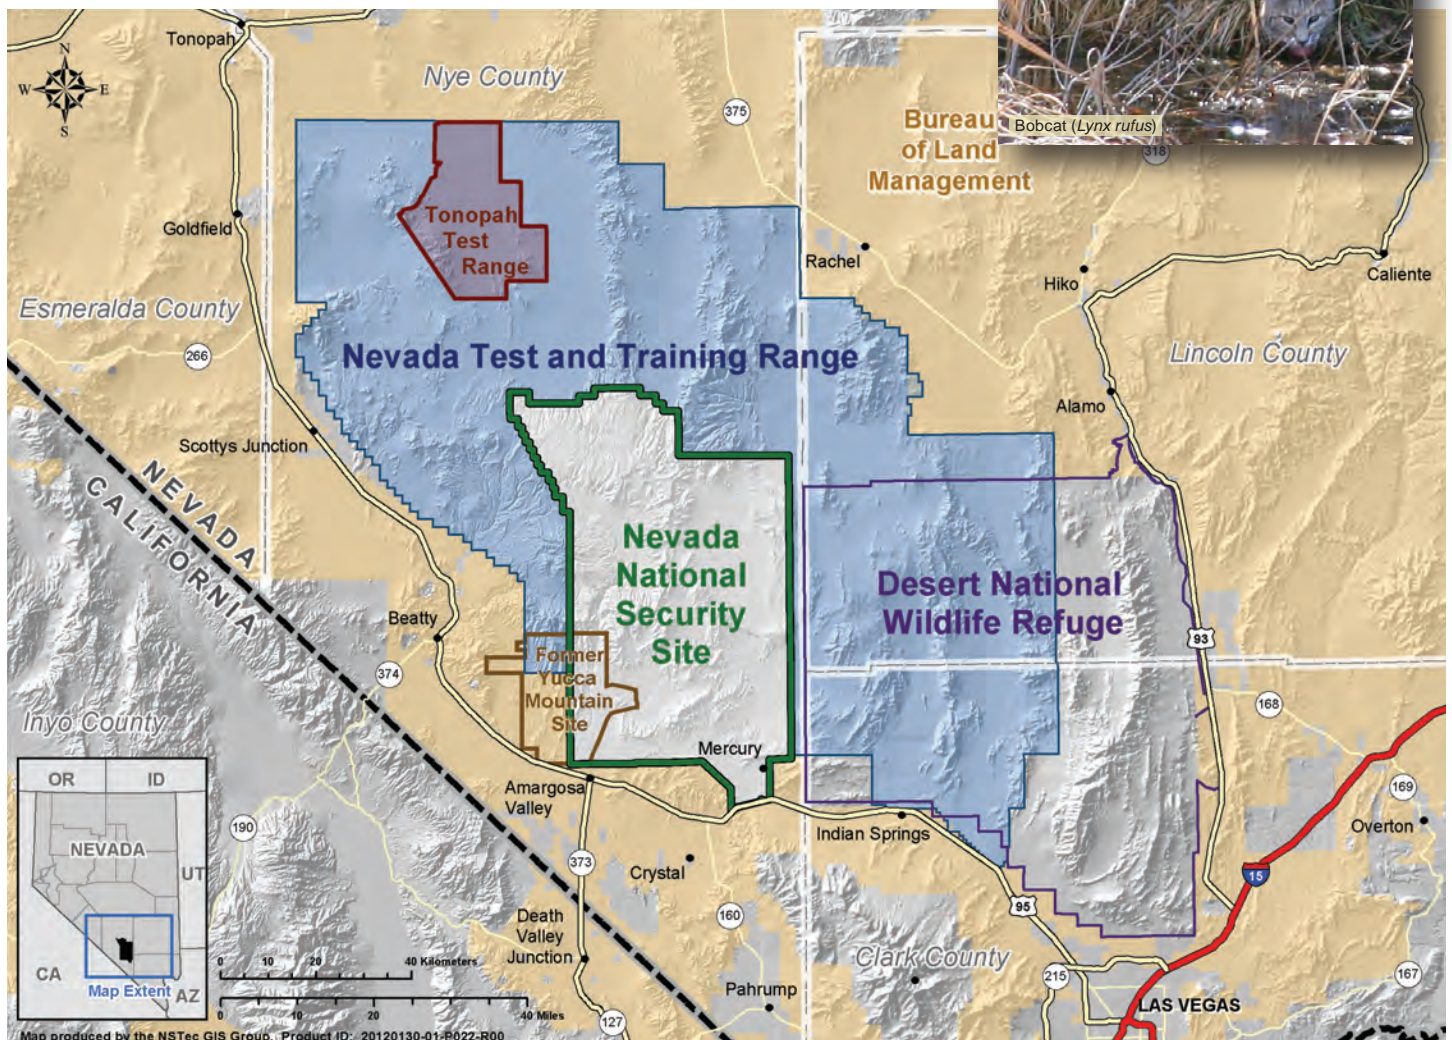 Tonopah
N
W E
S
Nye County
375
Bureau
of Land
Management
Bobcat (Lynx rufus)
318
Tonopah
Test
Range
Goldfield
Rachel
Hiko
Caliente
Esmeralda County
266
Nevada Test and Training Range
Lincoln County
Alamo
Scottys Junction
NEVADA
CALIFORNIA
Nevada
National
Security
Site
Desert National
Wildlife Refuge
Beatty
93
374
Former
Yucca
Mountain
Site
Inyo County
168
Mercury
Amargosa
Valley
OR ID
NEVADA
UT
CA
AZ
Map Extent
190
169
Overton
Indian Springs
373
Crystal
15
95
160
Death
Valley
Junction
Clark County
0 20 40 Kilometers
0 20 40 Miles
215
167
Pahrump
LAS VEGAS
127
Map produced by the NSTec GIS Group. Product ID: 20120130-01-P022-R00